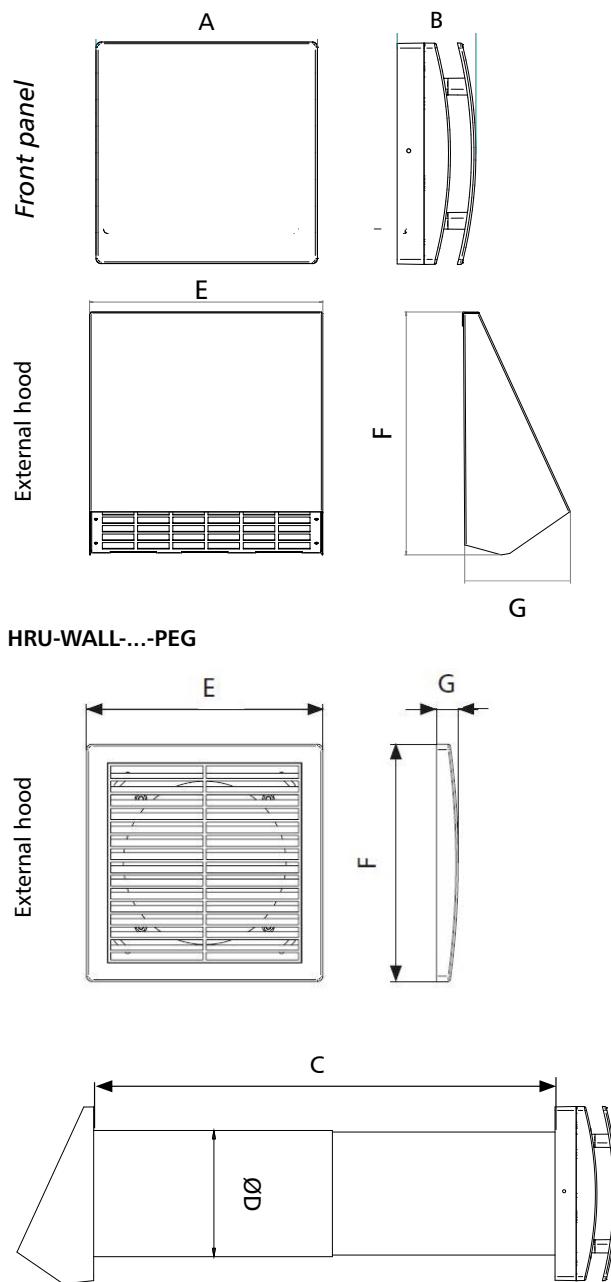 A
B
Front panel
E
External hood
F
G
HRU-WALL-...-PEG
E
G
External hood
F
C
ØD